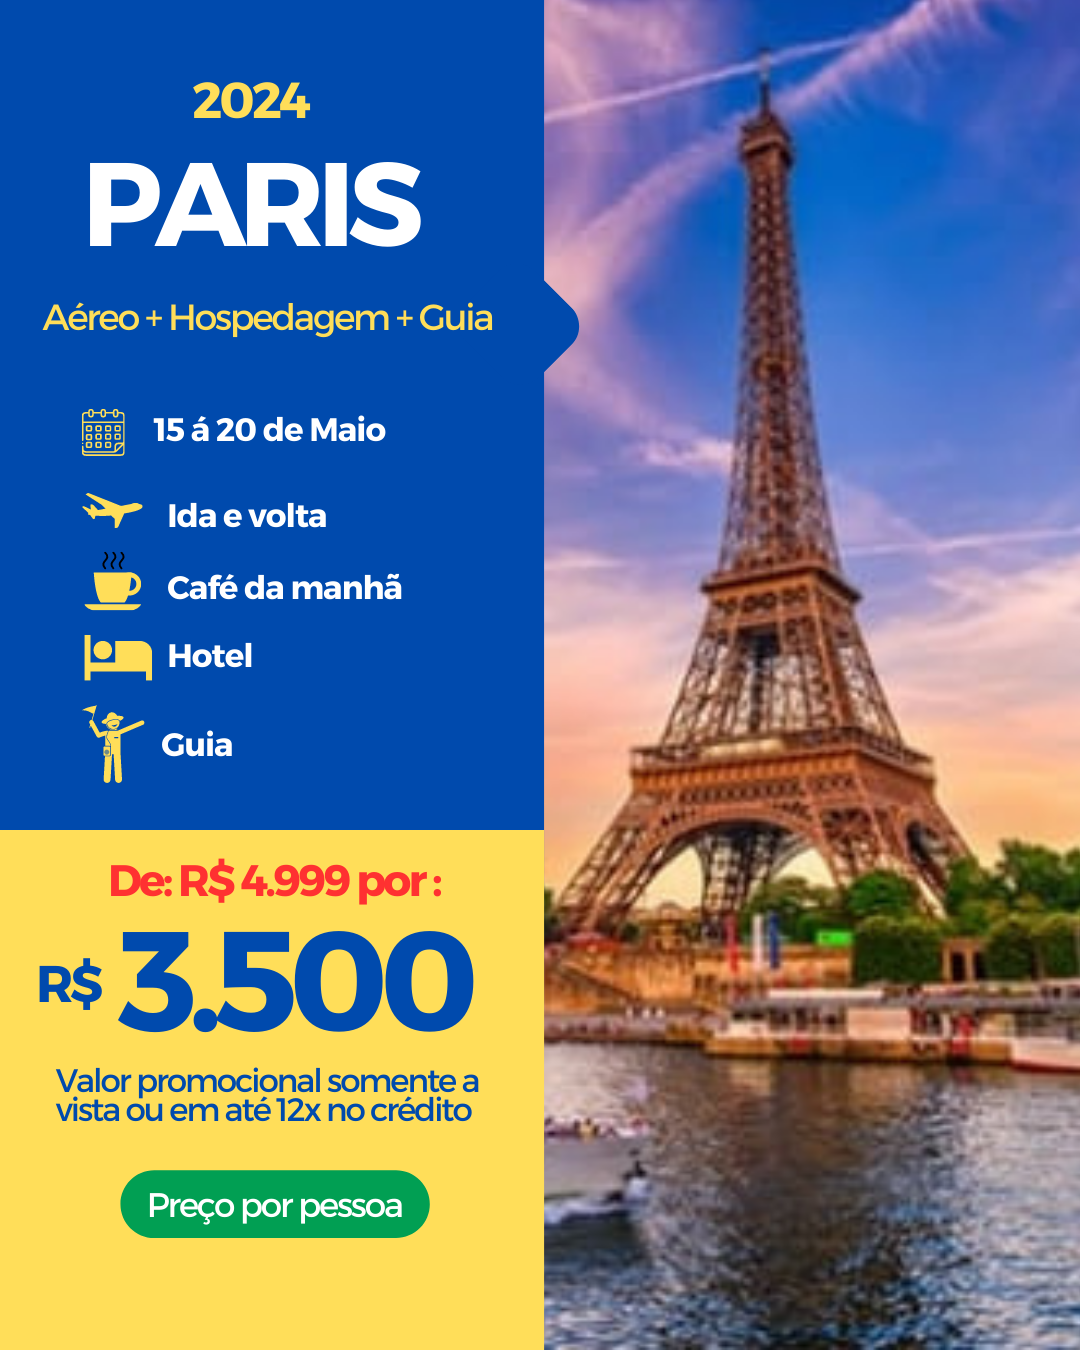 2024
PARIS
Aéreo + Hospedagem + Guia
15 á 20 de Maio
Ida e volta
Café da manhã
Hotel
Guia
De: R$ 4.999 por :
R$ 3.500
Valor promocional somente a
vista ou em até 12x no crédito
Preço por pessoa